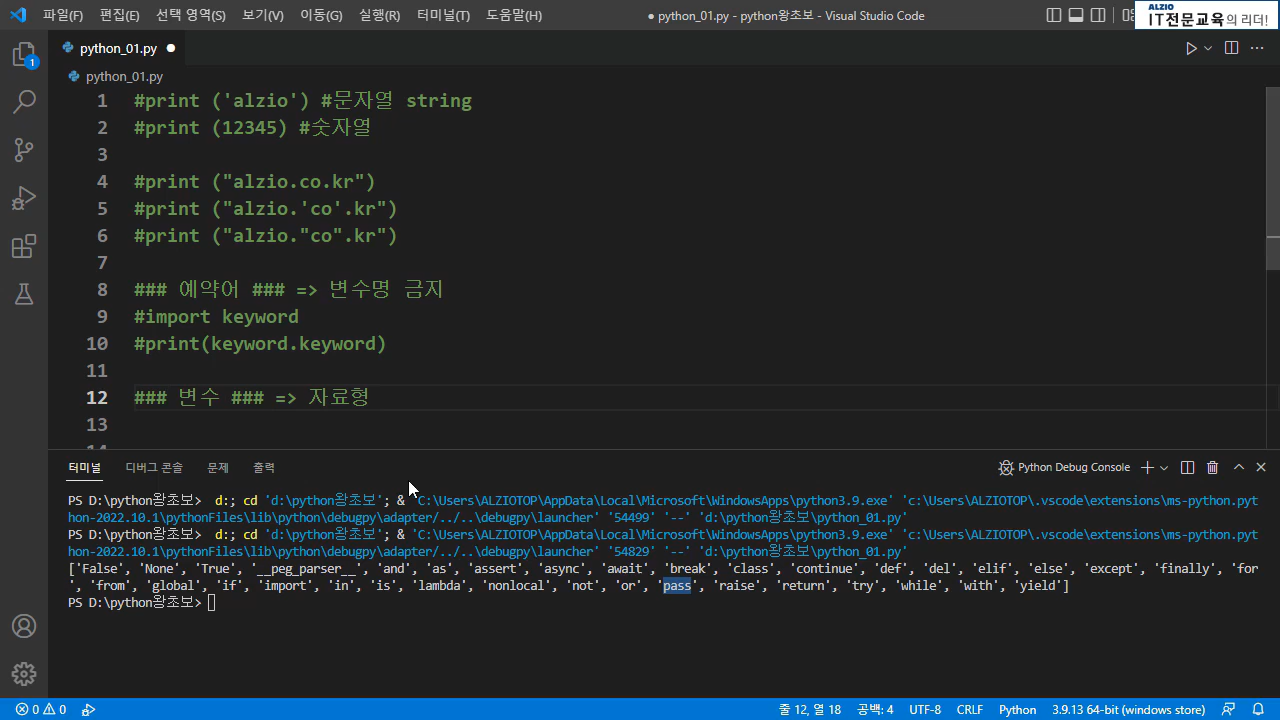 파일(F) 편집(E) 선택 영역(S) 보기(V) 이동(G) 실행(R) 터미널(T) 도움말(H) ● python_01.py - python왕초보 - Visual Studio Code
ALZIO
IT전문교육의 리더!
python_01.py ●
python_01.py
1 #print ('alzio') #문자열 string
2 #print (12345) #숫자열
3
4 #print ("alzio.co.kr")
5 #print ("alzio.'co'.kr")
6 #print ("alzio."co".kr")
7
8 ### 예약어 ### => 변수명 금지
9 #import keyword
10 #print(keyword.keyword)
11
12 ### 변수 ### => 자료형
13
14
터미널 디버그 콘솔 문제 출력 Python Debug Console
PS D:\python왕초보>  d:; cd 'd:\python왕초보'; & 'C:\Users\ALZIOTOP\AppData\Local\Microsoft\WindowsApps\python3.9.exe' 'c:\Users\ALZIOTOP\.vscode\extensions\ms-python.pyt
hon-2022.10.1\pythonFiles\lib\python\debugpy\adapter/../..\debugpy\launcher' '54499' '--' 'd:\python왕초보\python_01.py'
PS D:\python왕초보>  d:; cd 'd:\python왕초보'; & 'C:\Users\ALZIOTOP\AppData\Local\Microsoft\WindowsApps\python3.9.exe' 'c:\Users\ALZIOTOP\.vscode\extensions\ms-python.pyt
hon-2022.10.1\pythonFiles\lib\python\debugpy\adapter/../..\debugpy\launcher' '54829' '--' 'd:\python왕초보\python_01.py'
['False', 'None', 'True', '__peg_parser__', 'and', 'as', 'assert', 'async', 'await', 'break', 'class', 'continue', 'def', 'del', 'elif', 'else', 'except', 'finally', 'for
', 'from', 'global', 'if', 'import', 'in', 'is', 'lambda', 'nonlocal', 'not', 'or', 'pass', 'raise', 'return', 'try', 'while', 'with', 'yield']
PS D:\python왕초보>
0 0 줄 12, 열 18 공백: 4 UTF-8 CRLF Python 3.9.13 64-bit (windows store)
1